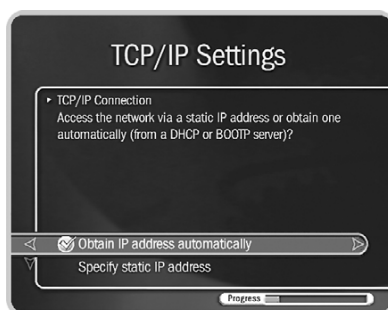 TCP/IP Settings
TCP/IP Connection
Access the network via a static IP address or obtain one
automatically (from a DHCP or BOOTP server)?
Obtain IP address automatically
Specify static IP address
Progress